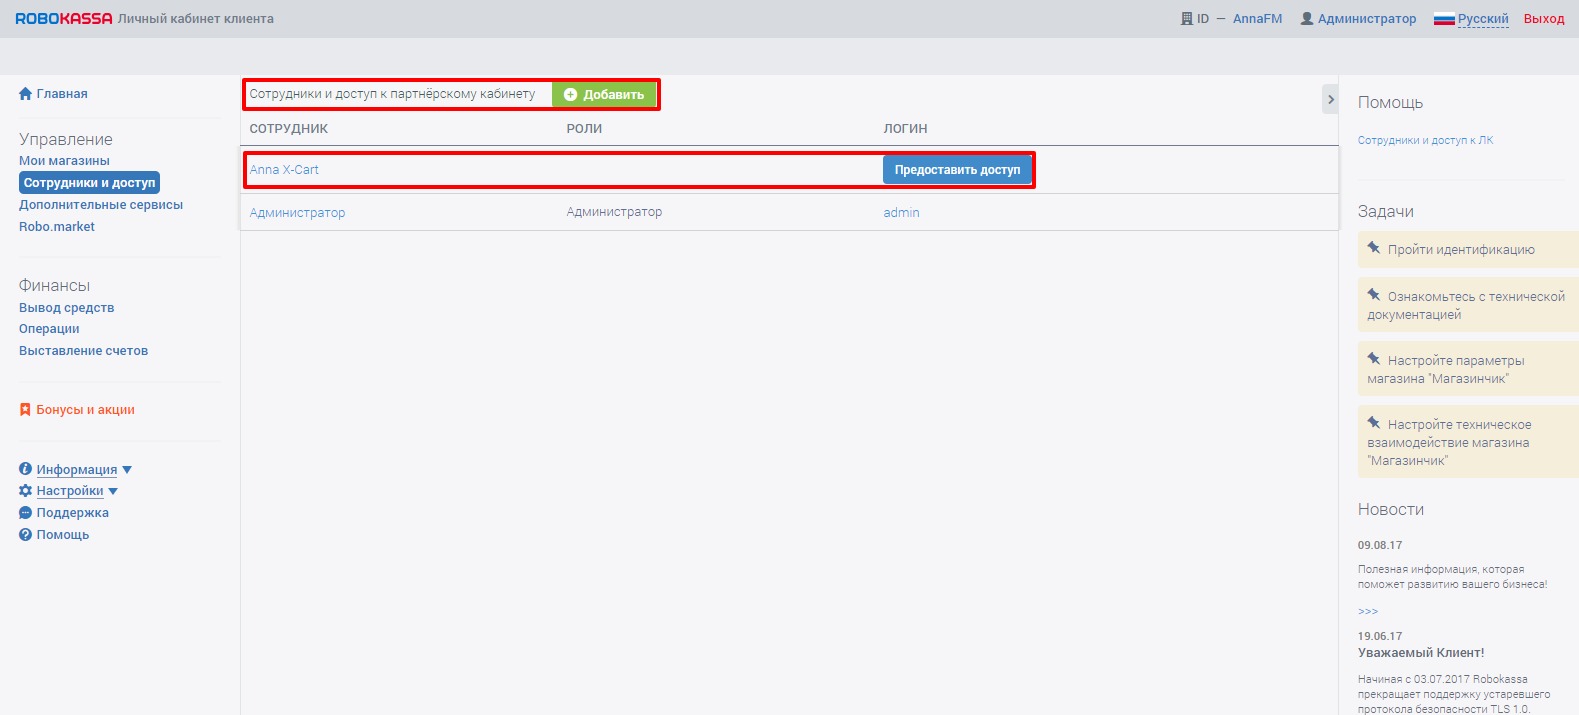 ROBOKASSA Личный кабинет клиента
ID — AnnaFM Администратор Русский Выход
Главная
Управление
Мои магазины
Сотрудники и доступ
Дополнительные сервисы
Robo.market
Финансы
Вывод средств
Операции
Выставление счетов
Бонусы и акции
Информация
Настройки
Поддержка
Помощь
Сотрудники и доступ к партнёрскому кабинету Добавить
СОТРУДНИК РОЛИ ЛОГИН
Anna X-Cart Предоставить доступ
Администратор Администратор admin
Помощь
Сотрудники и доступ к ЛК
Задачи
Пройти идентификацию
Ознакомьтесь с технической
документацией
Настройте параметры
магазина "Магазинчик"
Настройте техническое
взаимодействие магазина
"Магазинчик"
Новости
09.08.17
Полезная информация, которая
поможет развитию вашего бизнеса!
>>>
19.06.17
Уважаемый Клиент!
Начиная с 03.07.2017 Robokassa
прекращает поддержку устаревшего
протокола безопасности TLS 1.0.